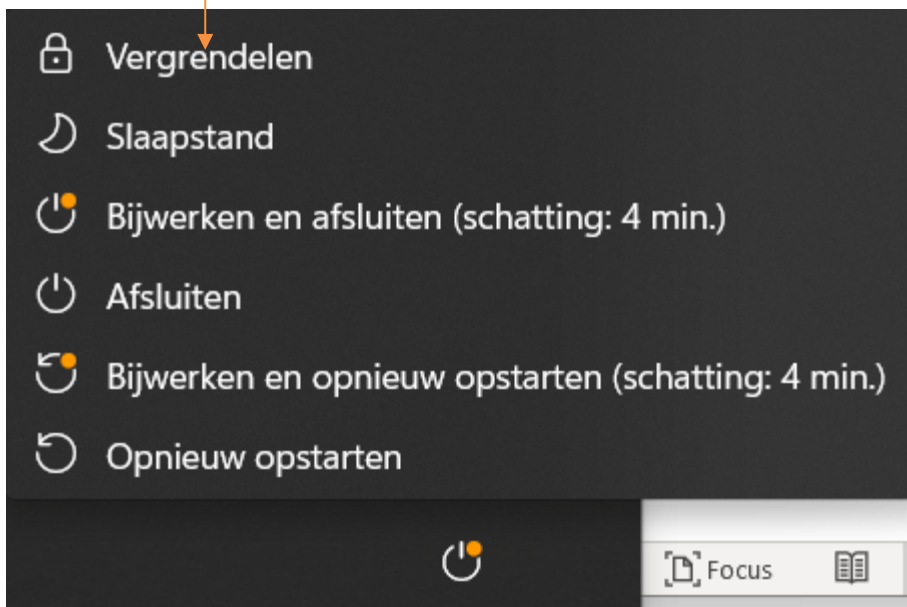 Vergrendelen
Slaapstand
Bijwerken en afsluiten (schatting: 4 min.)
Afsluiten
Bijwerken en opnieuw opstarten (schatting: 4 min.)
Opnieuw opstarten
Focus